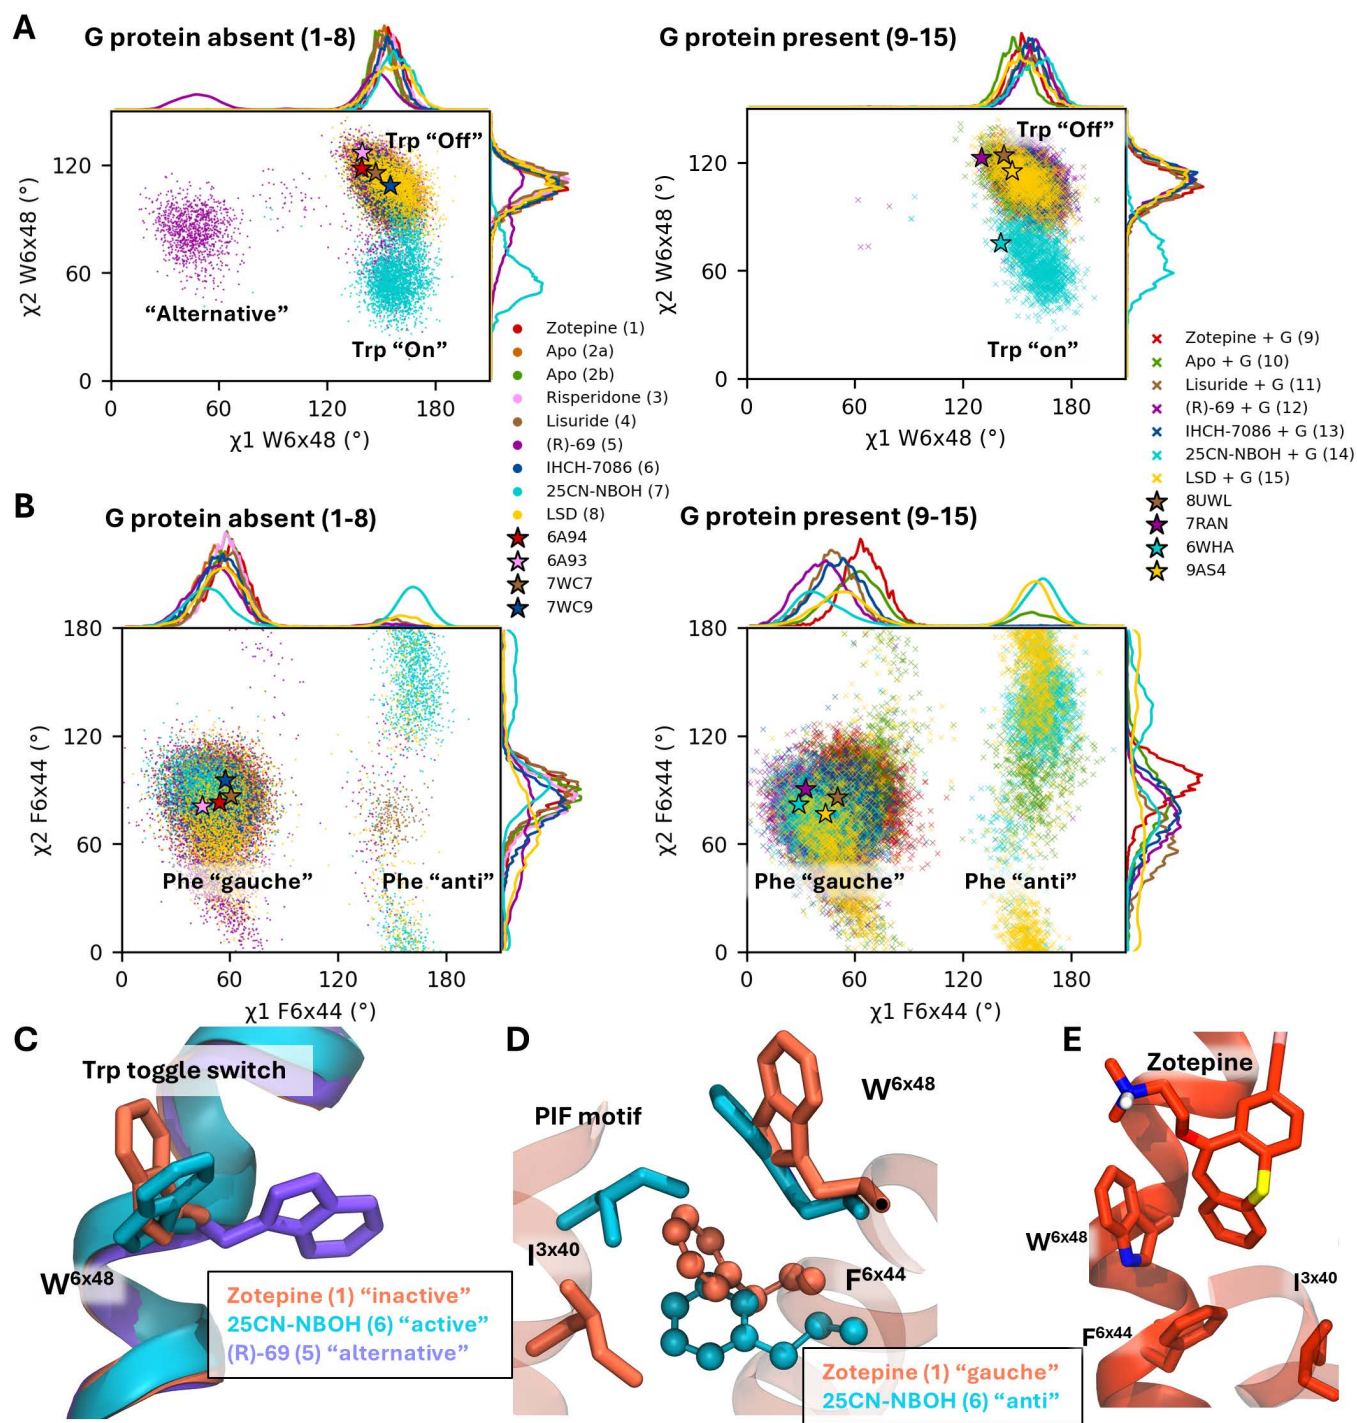 A
G protein absent (1-8)
G protein present (9-15)
Trp “Off”
“Alternative”
Trp “On”
120
60
0
χ2 W6x48 (°)
0 60 120 180
χ1 W6x48 (°)
Trp “Off”
Trp “on”
120
60
0
χ2 W6x48 (°)
0 60 120 180
χ1 W6x48 (°)
Zotepine (1)
Apo (2a)
Apo (2b)
Risperidone (3)
Lisuride (4)
(R)-69 (5)
IHCH-7086 (6)
25CN-NBOH (7)
LSD (8)
6A94
6A93
7WC7
7WC9
Zotepine + G (9)
Apo + G (10)
Lisuride + G (11)
(R)-69 + G (12)
IHCH-7086 + G (13)
25CN-NBOH + G (14)
LSD + G (15)
8UWL
7RAN
6WHA
9AS4
B
G protein absent (1-8)
G protein present (9-15)
180
120
60
0
χ2 F6x44 (°)
Phe “gauche”
Phe “anti”
0 60 120 180
χ1 F6x44 (°)
180
120
60
0
χ2 F6x44 (°)
Phe “gauche”
Phe “anti”
0 60 120 180
χ1 F6x44 (°)
C
Trp toggle switch
W6x48
Zotepine (1) “inactive”
25CN-NBOH (6) “active”
(R)-69 (5) “alternative”
D
PIF motif
W6x48
I3x40
F6x44
Zotepine (1) “gauche”
25CN-NBOH (6) “anti”
E
Zotepine
W6x48
I3x40
F6x44